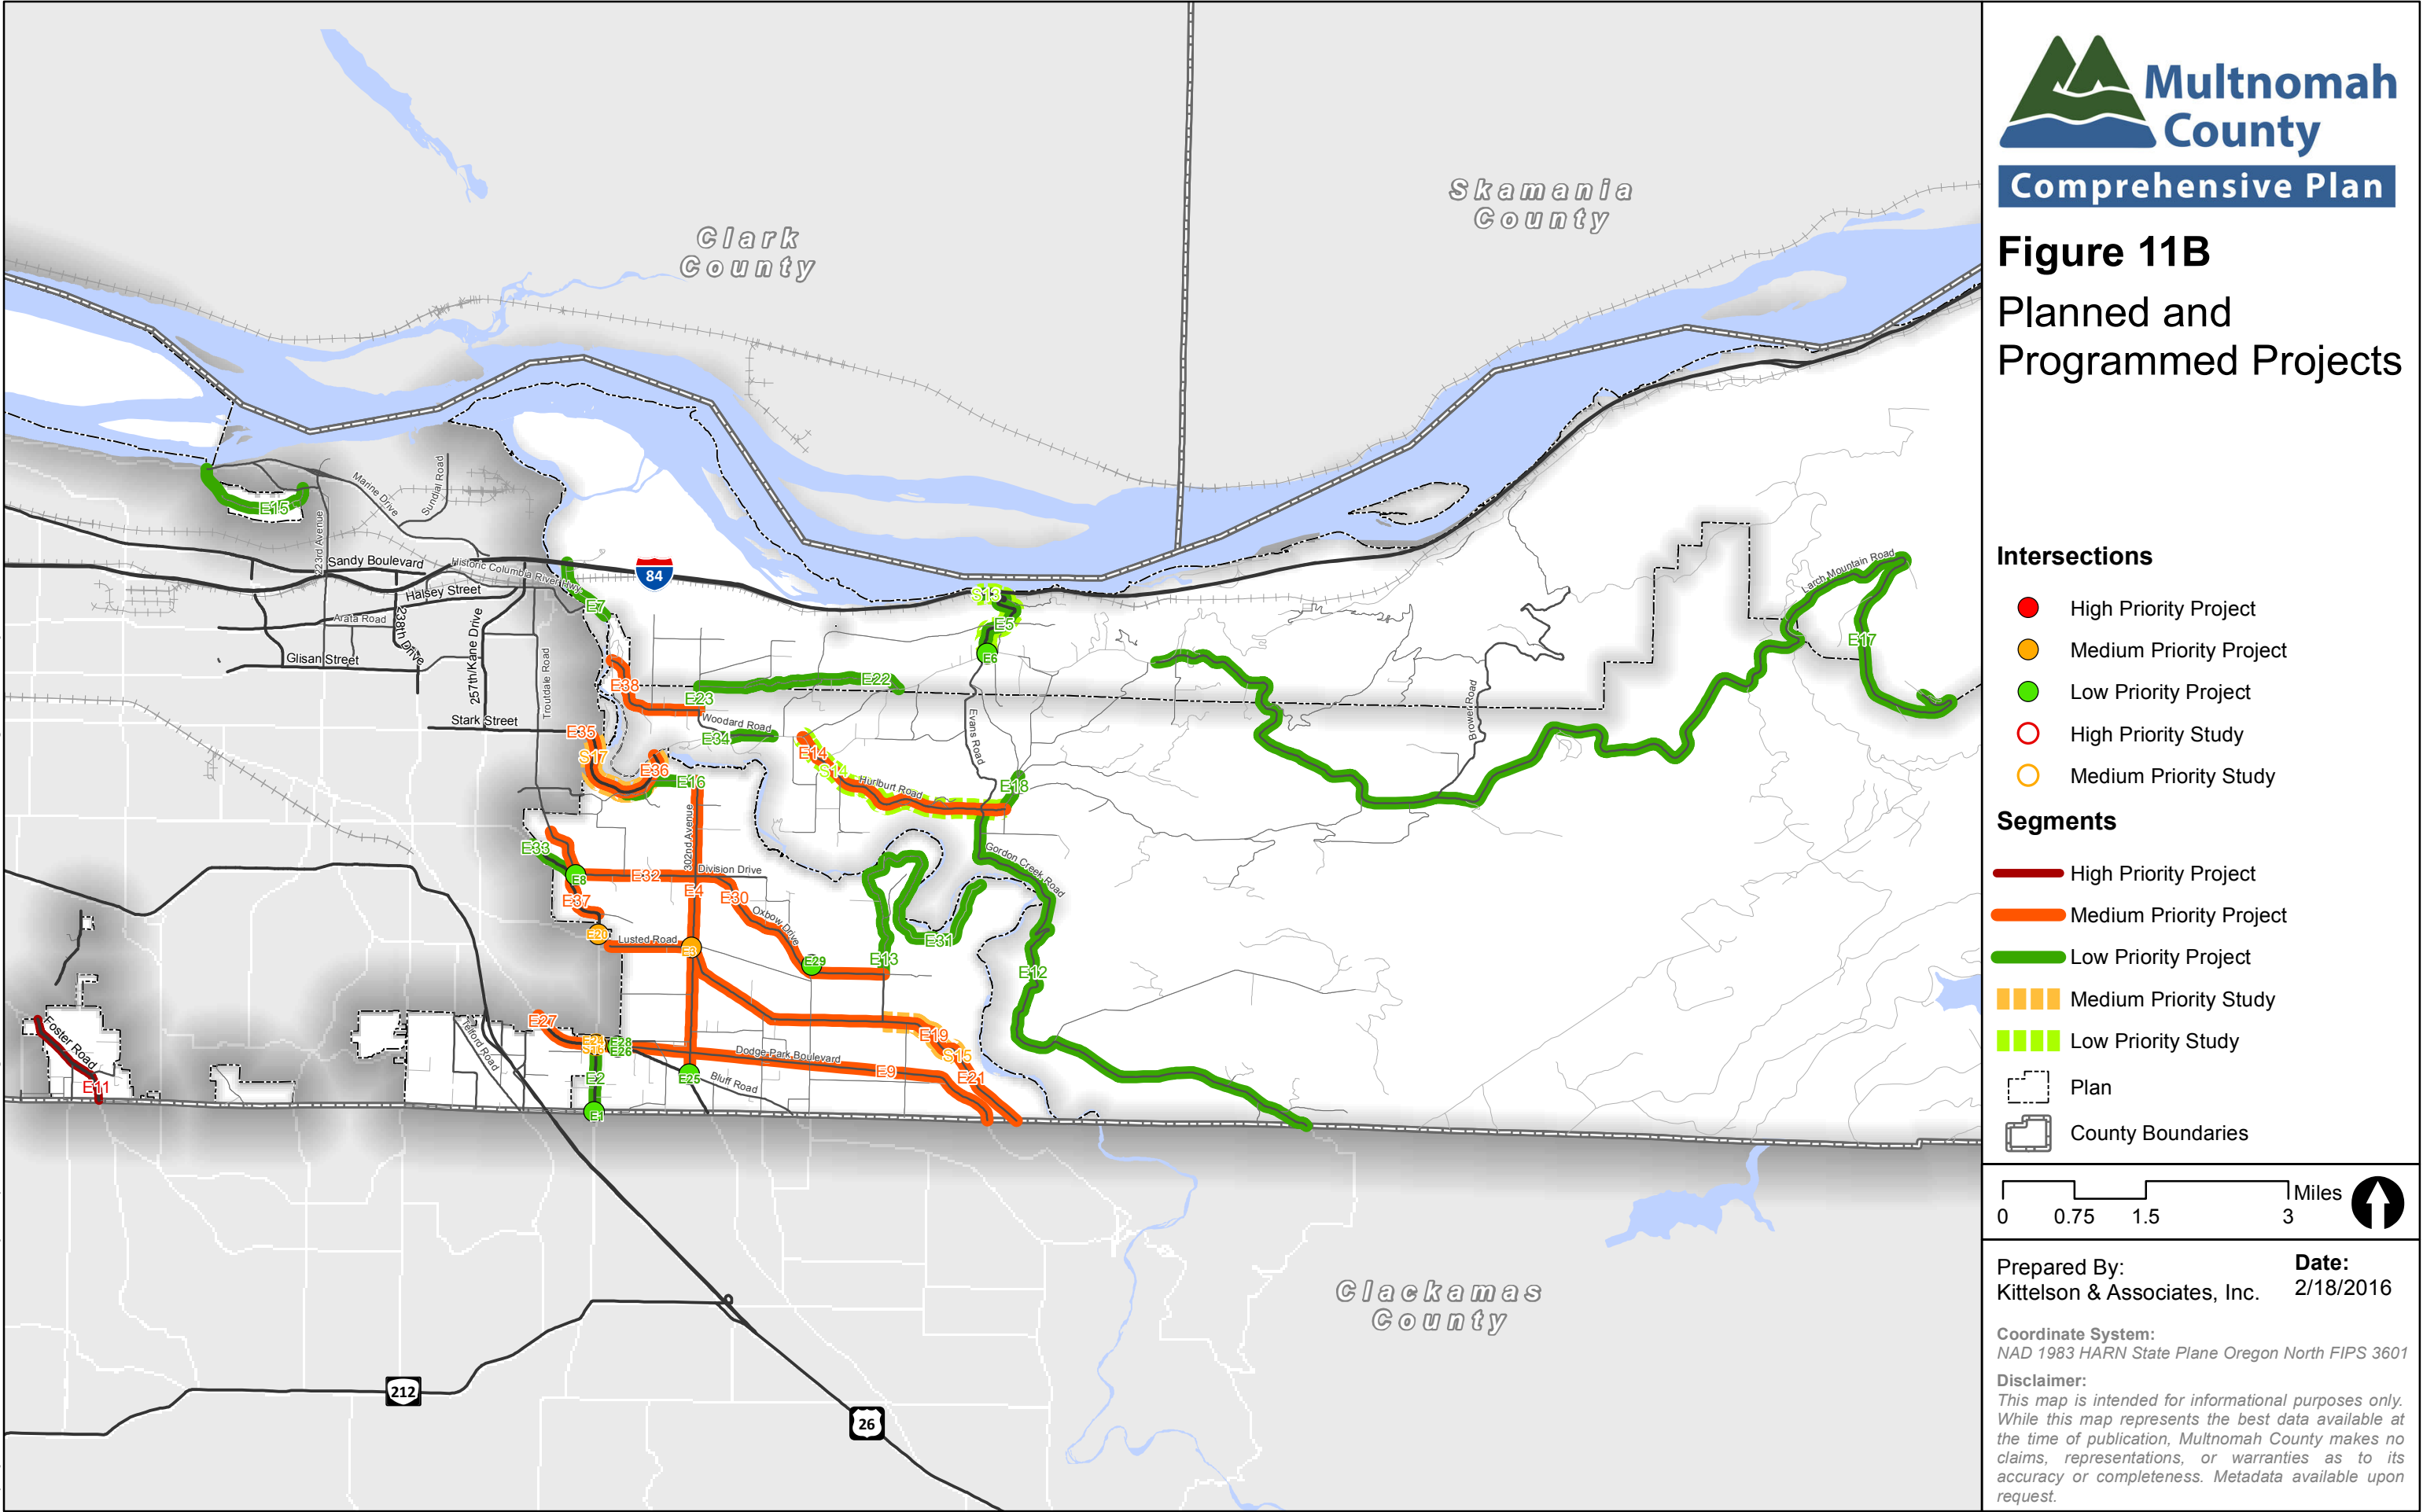 Clark
County
Skamania
County
Marine Drive
Sundial Road
E15
223rd Avenue
Sandy Boulevard
Historic Columbia River Hwy
84
Halsey Street
Arata Road
238th Drive
257th/Kane Drive
Glisan Street
Troutdale Road
Stark Street
E7
S13
E5
E6
E38
E23
E22
Woodard Road
E34
E35
S17
E36
E16
E14
S14
Hurlburt Road
Evans Road
E18
Brower Road
arch Mountain Road
E17
302nd Avenue
E33
E8
E32
Division Drive
E4
E30
E37
Oxbow Drive
Gordon Creek Road
E20
Lusted Road
E3
E29
E13
E31
E12
Foster Road
E11
Telford Road
E27
E24
S16
E28
E26
E2
E1
E25
Dodge Park Boulevard
Bluff Road
E9
E19
S15
E21
Clackamas
County
212
26
Multnomah
County
Comprehensive Plan
Figure 11B
Planned and
Programmed Projects
Intersections
High Priority Project
Medium Priority Project
Low Priority Project
High Priority Study
Medium Priority Study
Segments
High Priority Project
Medium Priority Project
Low Priority Project
Medium Priority Study
Low Priority Study
Plan
County Boundaries
Miles
0 0.75 1.5 3
Prepared By:
Kittelson & Associates, Inc.
Date:
2/18/2016
Coordinate System:
NAD 1983 HARN State Plane Oregon North FIPS 3601
Disclaimer:
This map is intended for informational purposes only.
While this map represents the best data available at
the time of publication, Multnomah County makes no
claims, representations, or warranties as to its
accuracy or completeness. Metadata available upon
request.